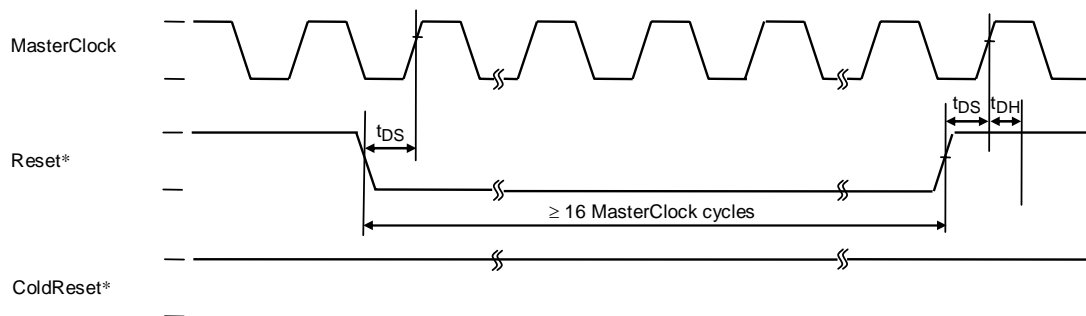 MasterClock
tDS
tDS
tDH
Reset*
≥ 16 MasterClock cycles
ColdReset*